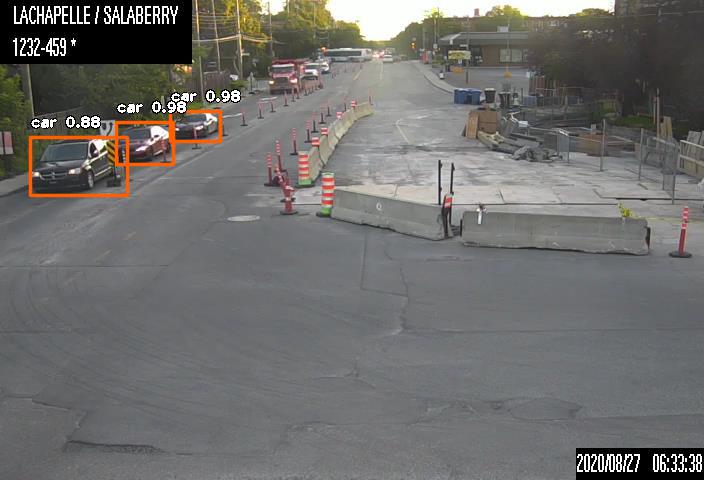 LACHAPELLE / SALABERRY
1232-459 *
car 0.98
car 0.98
car 0.88
2020/08/27 06:33:38